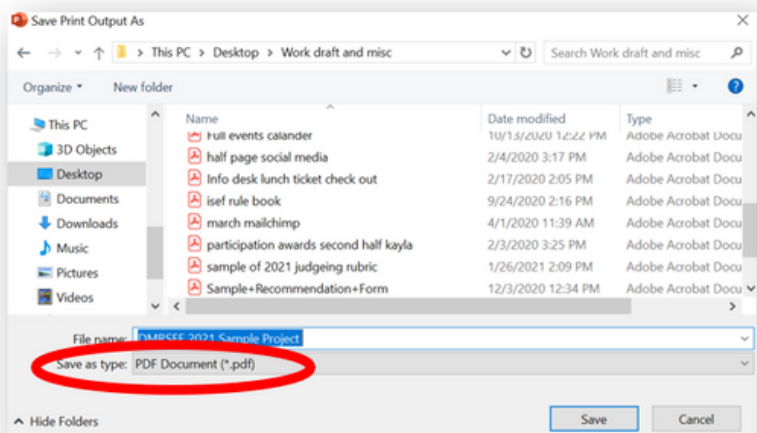 Save Print Output As
This PC > Desktop > Work draft and misc
Search Work draft and misc
Organize
New folder
Name
Date modified
Type
This PC
3D Objects
Desktop
Documents
Downloads
Music
Pictures
Videos
Full events calander 10/13/2020 12:22 PM Adobe Acrobat Docu
half page social media 2/4/2020 3:17 PM Adobe Acrobat Docu
Info desk lunch ticket check out 2/17/2020 2:05 PM Adobe Acrobat Docu
isef rule book 9/24/2020 2:16 PM Adobe Acrobat Docu
march mailchimp 4/1/2020 11:39 AM Adobe Acrobat Docu
participation awards second half kayla 2/3/2020 3:25 PM Adobe Acrobat Docu
sample of 2021 judgeing rubric 1/26/2021 2:09 PM Adobe Acrobat Docu
Sample+Recommendation+Form 12/3/2020 12:34 PM Adobe Acrobat Docu
File name: 2021 Sample Project
Save as type: PDF Document (*.pdf)
Hide Folders
Save
Cancel